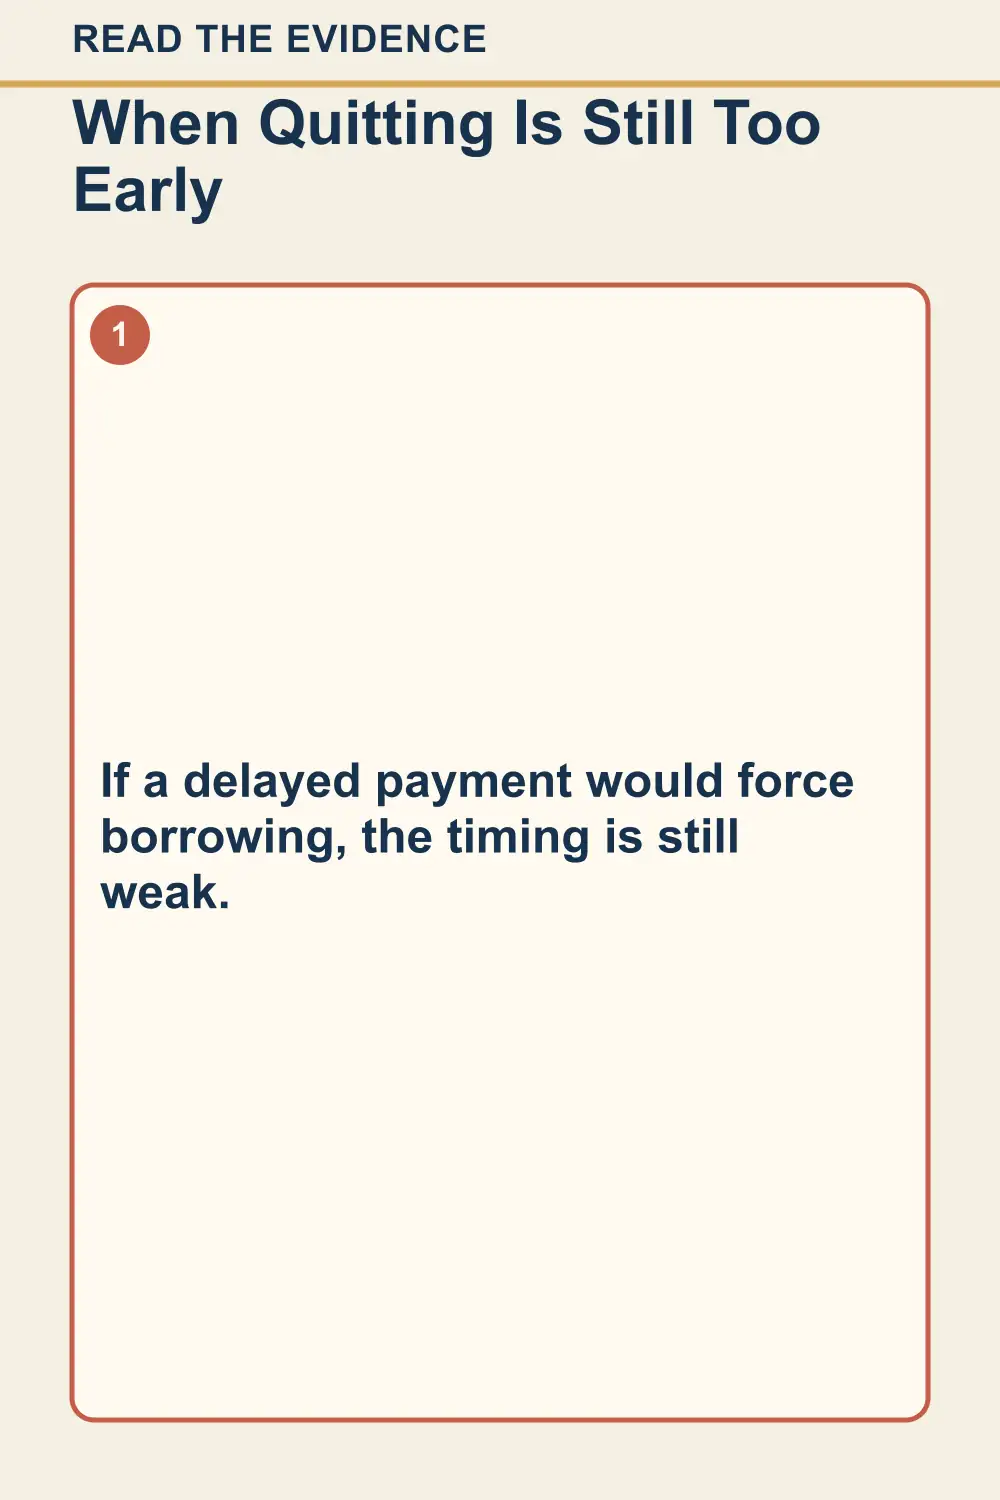 READ THE EVIDENCE
When Quitting Is Still Too
Early
1
If a delayed payment would force
borrowing, the timing is still
weak.